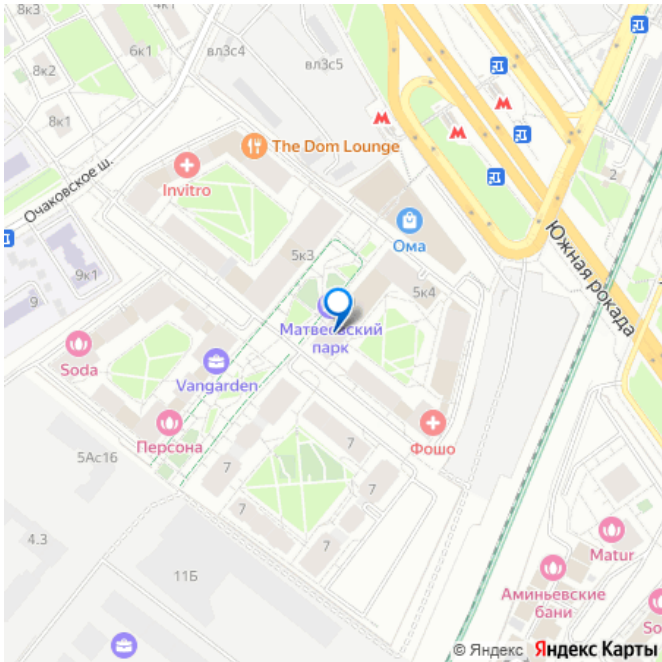 8к3
6к1
вл3с4
8к2
вл3с5
М
М
8к1
М
The Dom Lounge
2
Invitro
Очаковское ш.
Ома
5к3
Южная рокада
9к1
5к4
9
Матвеевский
парк
Soda
Vangarden
Персона
7
Фошо
5Ас16
7
7
7
4.3
7
Matur
11Б
Аминьевские
бани
So
© Яндекс Яндекс Карты